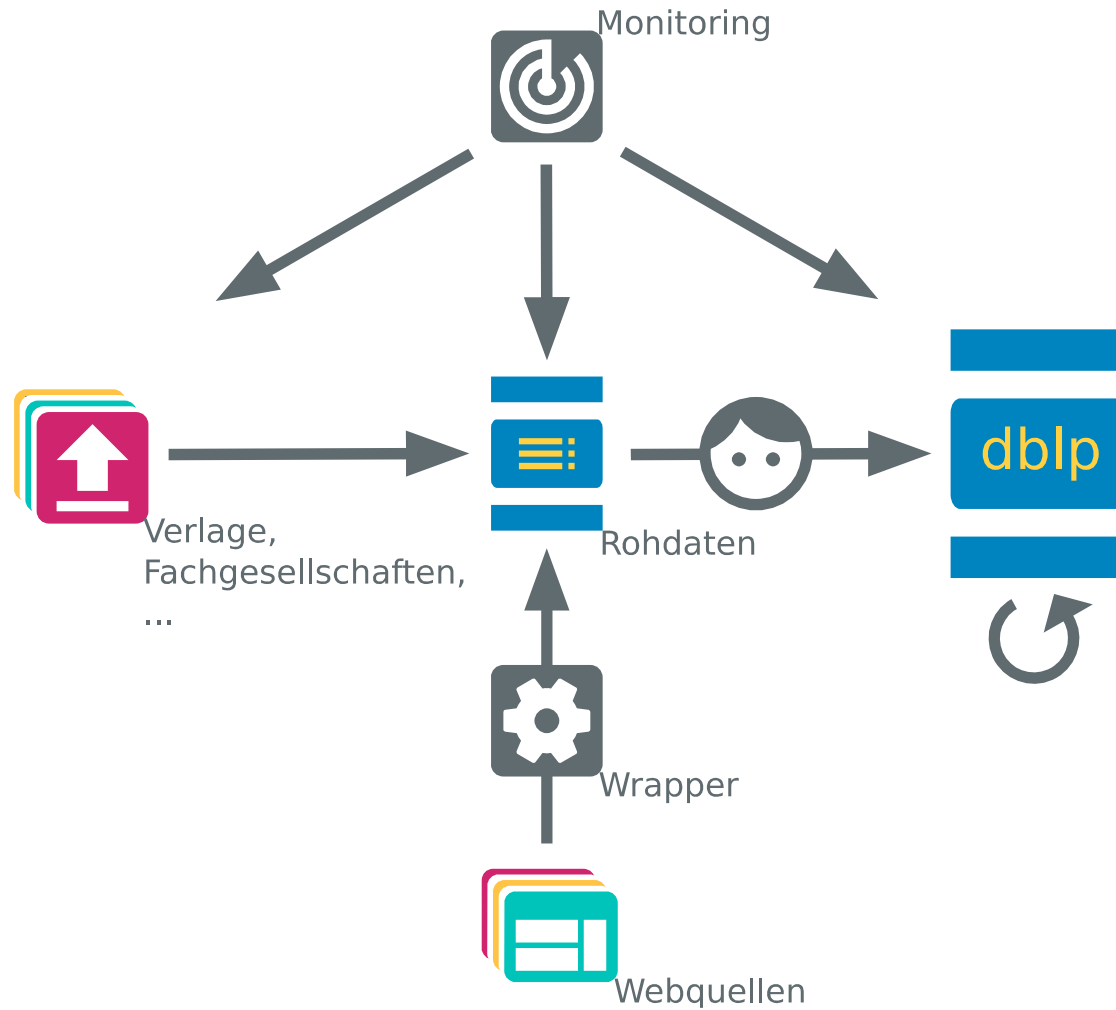 Monitoring
dblp
Verlage,
Fachgesellschaften,
...
Rohdaten
Wrapper
Webquellen